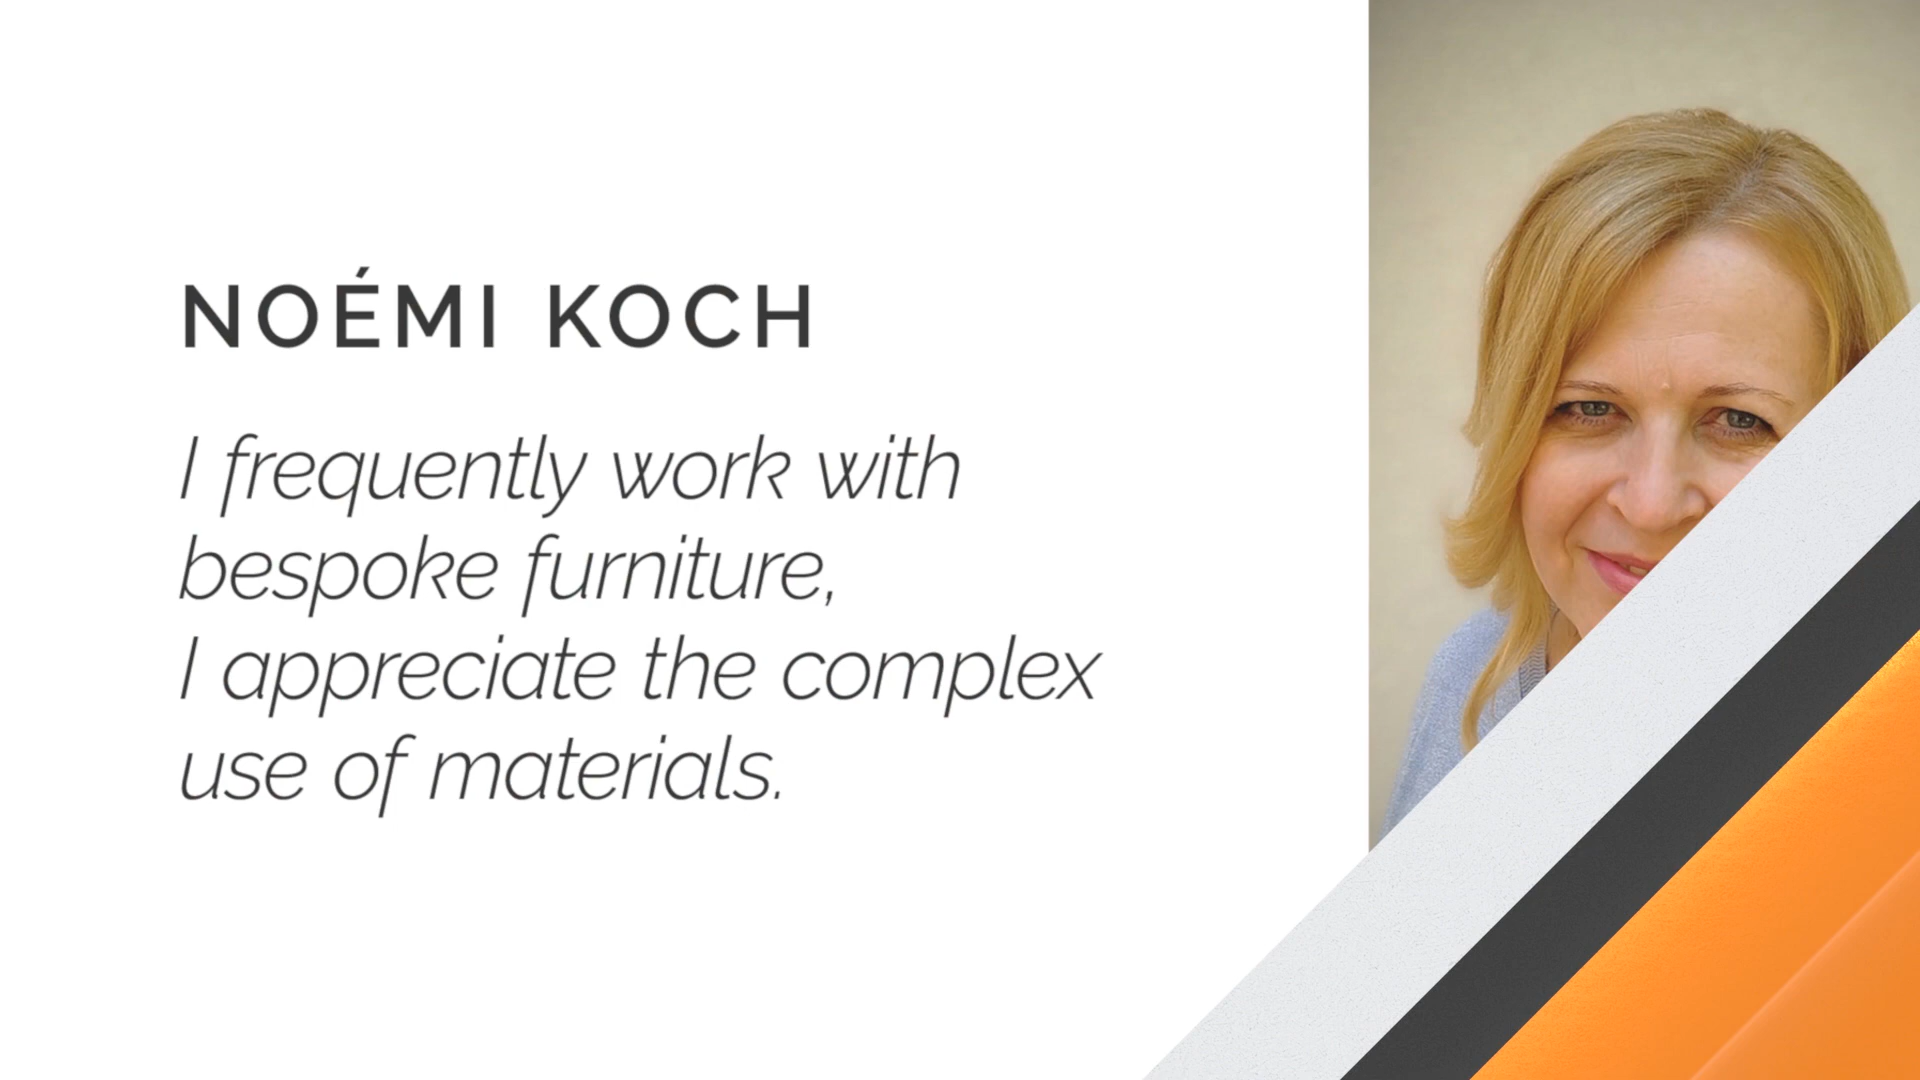 NOÉMI KOCH
I frequently work with
bespoke furniture,
I appreciate the complex
use of materials.